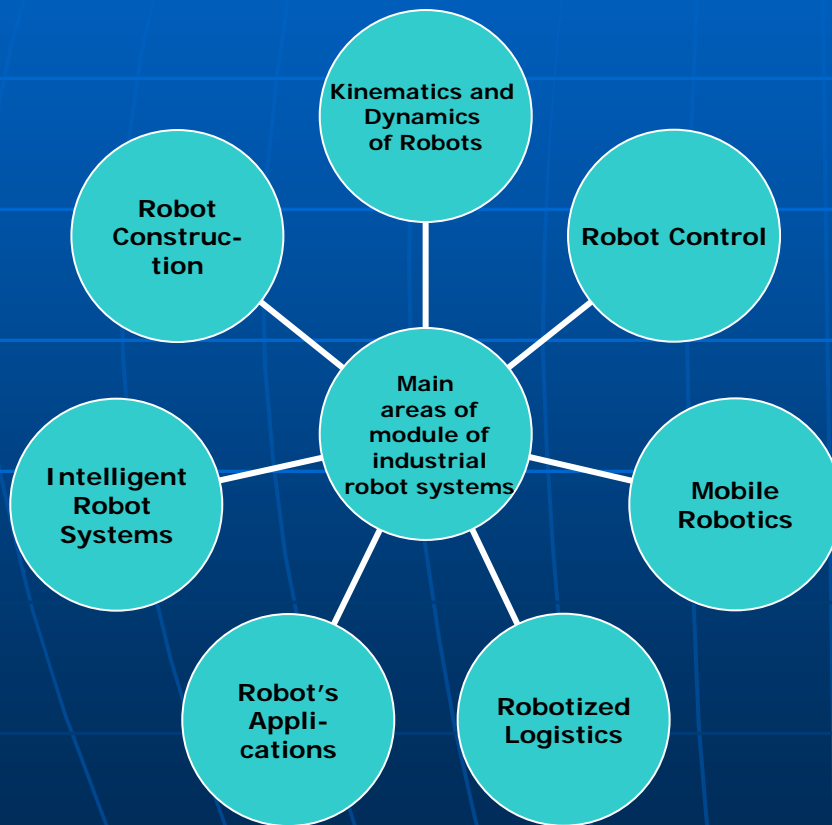 Kinematics and
Dynamics
of Robots
Robot
Construc-
tion
Robot Control
Main
areas of
module of
industrial
robot systems
Intelligent
Robot
Systems
Mobile
Robotics
Robot's
Appli-
cations
Robotized
Logistics